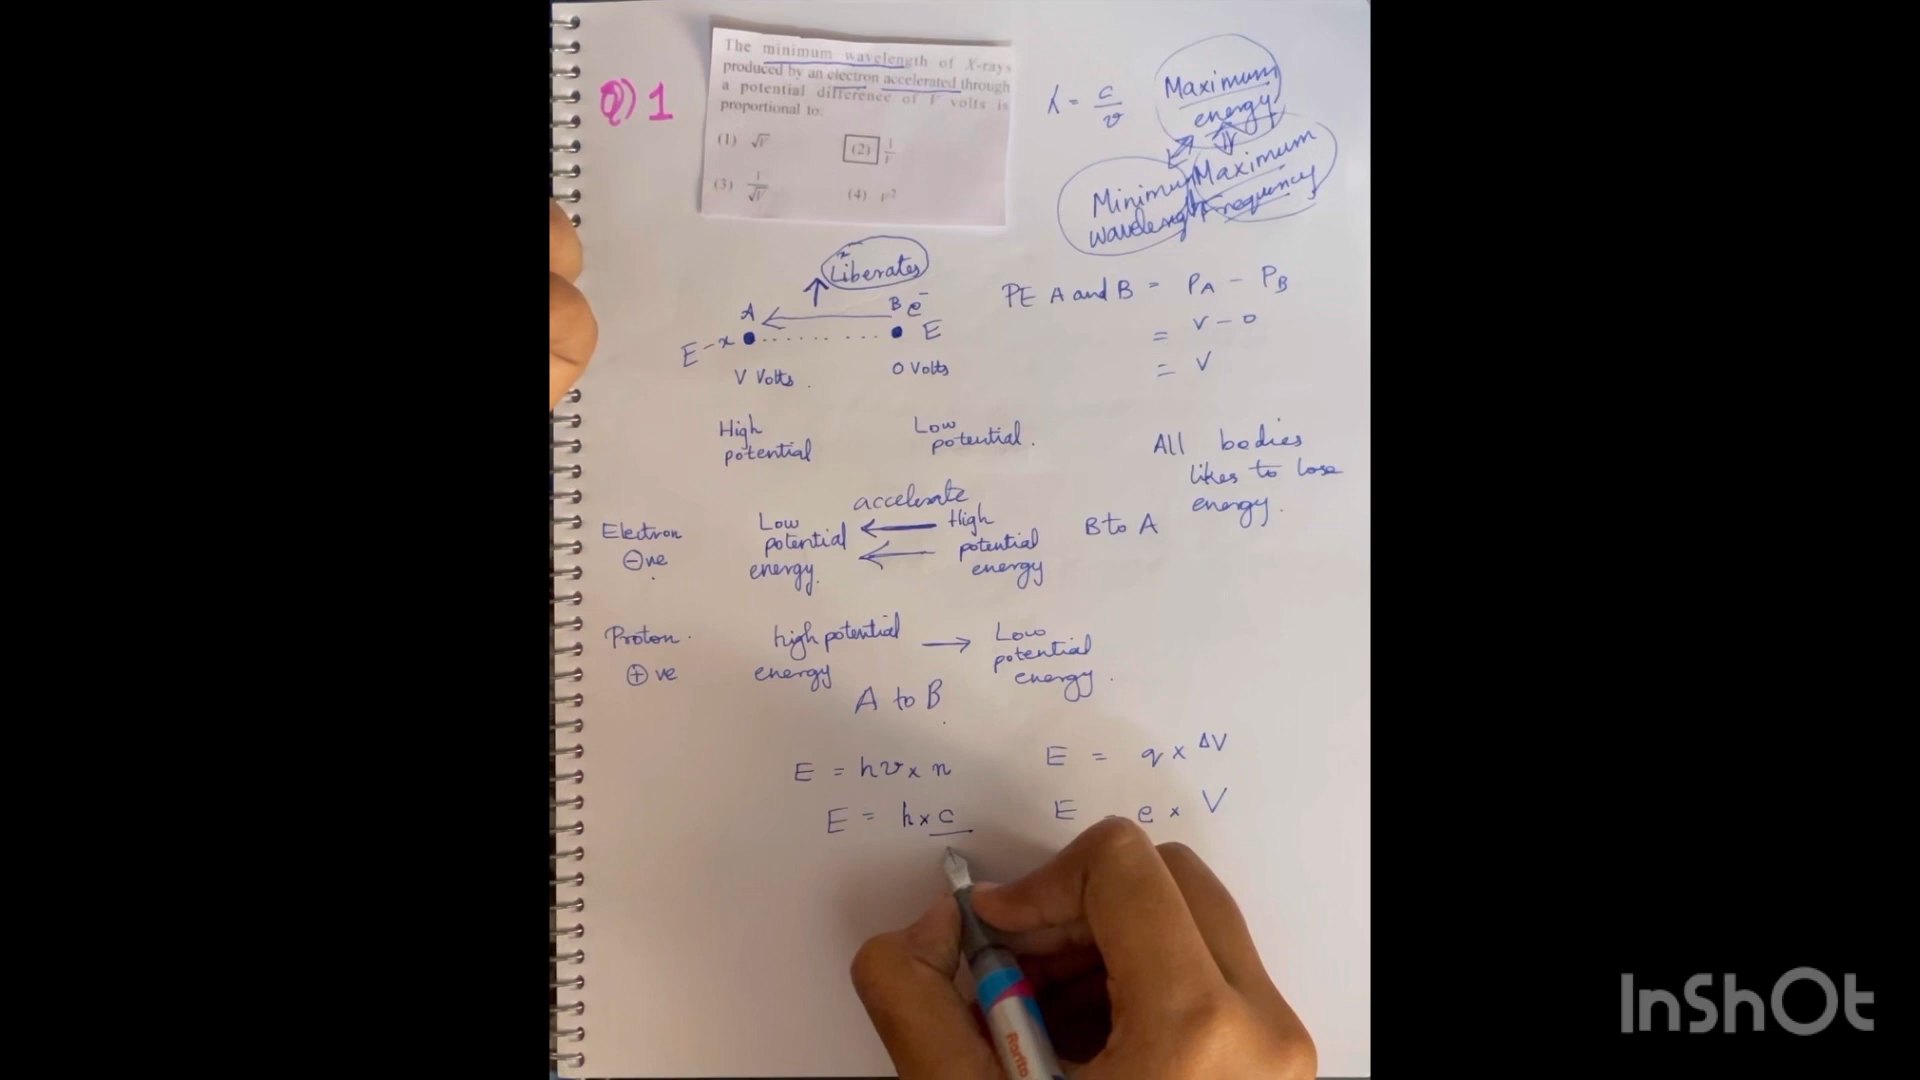 Q) 1
The minimum wavelength of X-rays
produced by an electron accelerated through
a potential difference of V volts is
proportional to:
(1) √V
(2) 1/V
(3) 1/√V
(4) V²
λ = c/ν
Maximum
energy
Maximum
Frequency
Minimum
wavelength
x
Liberates
A
B e⁻
E-x
E
V Volts.
0 Volts
PE A and B = PA - PB
= V - 0
= V
High
potential
Low
potential.
All bodies
likes to lose
energy.
Electron
⊖ve
Low
potential
energy.
accelerate
High
potential
energy
B to A
Proton.
⊕ve
high potential
energy
→
Low
potential
energy.
A to B
E = hν x n
E = h x c
E = q x ΔV
E = e x V
Rorito
InShOt